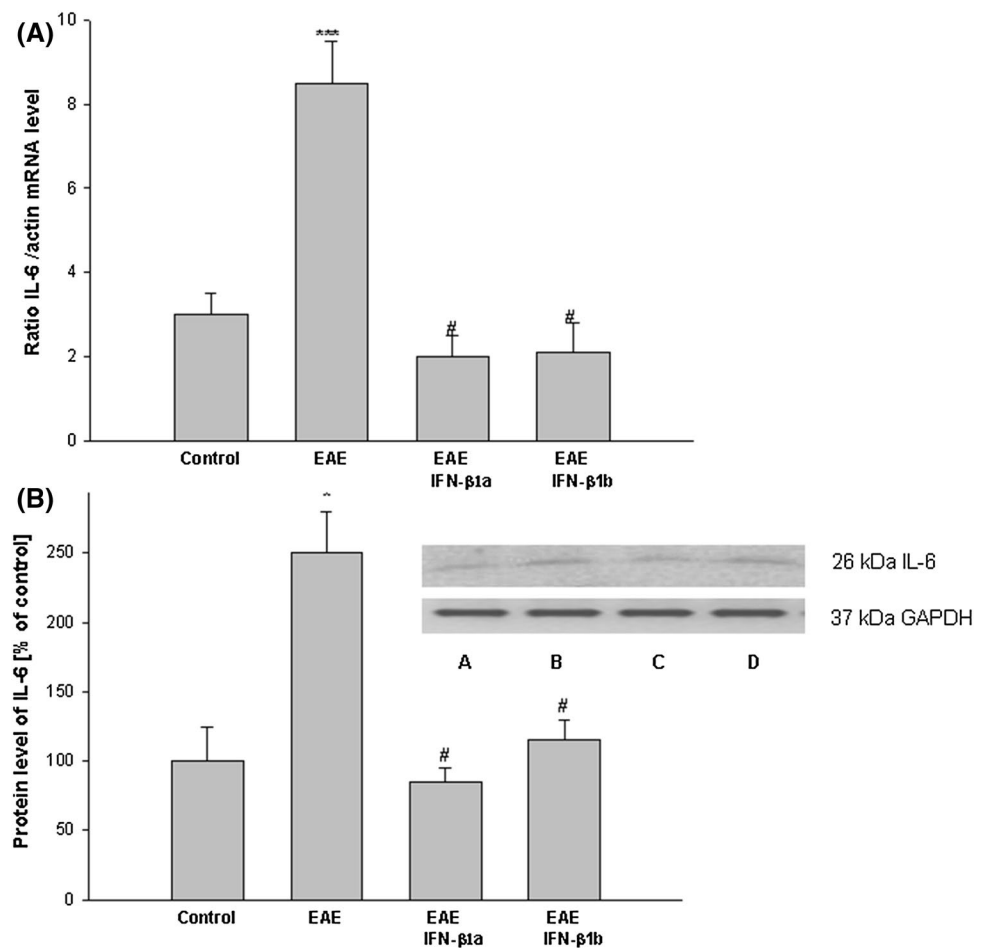 (A)
Ratio IL-6 /actin mRNA level
10
8
6
4
2
0
***
#
#
Control
EAE
EAE
IFN-β1a
EAE
IFN-β1b
(B)
Protein level of IL-6 [% of control]
250
200
150
100
50
0
*
#
#
26 kDa IL-6
37 kDa GAPDH
A B C D
Control
EAE
EAE
IFN-β1a
EAE
IFN-β1b